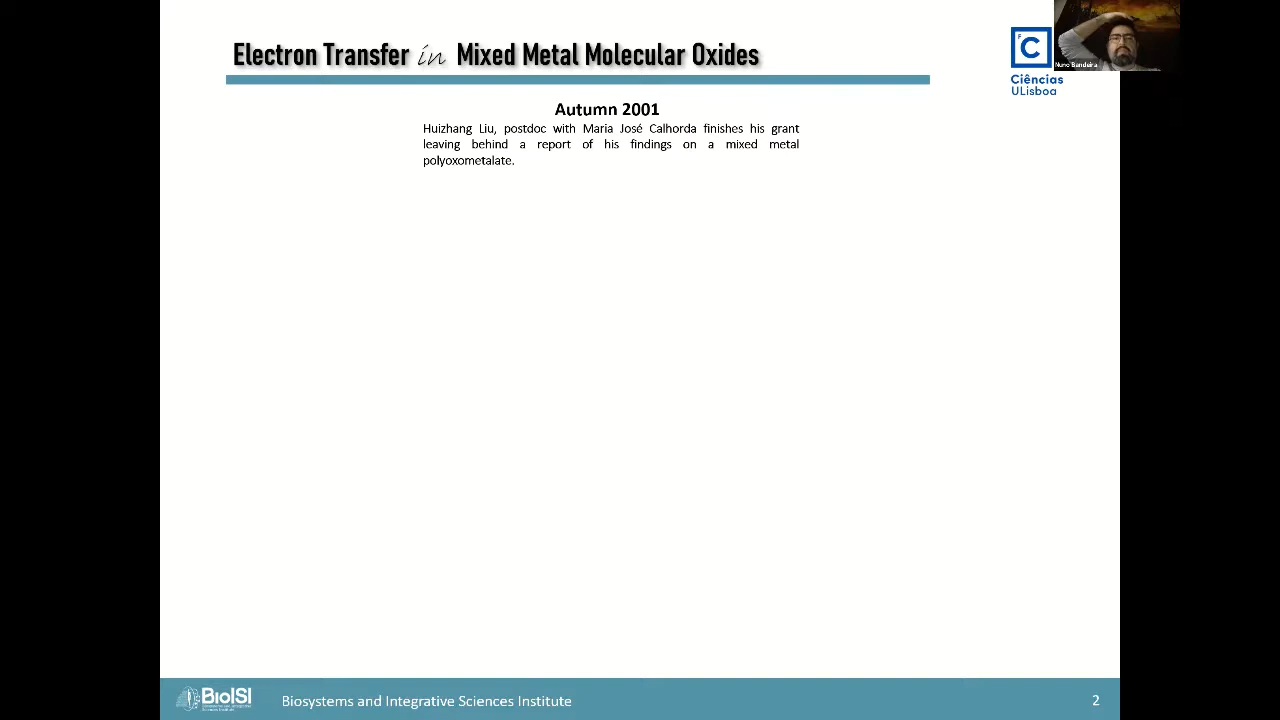 Electron Transfer in Mixed Metal Molecular Oxides
C
Ciências
ULisboa
Nuno Bandeira
Autumn 2001
Huizhang Liu, postdoc with Maria José Calhorda finishes his grant
leaving behind a report of his findings on a mixed metal
polyoxometalate.
BioISI
Biosystems and Integrative Sciences Institute
2